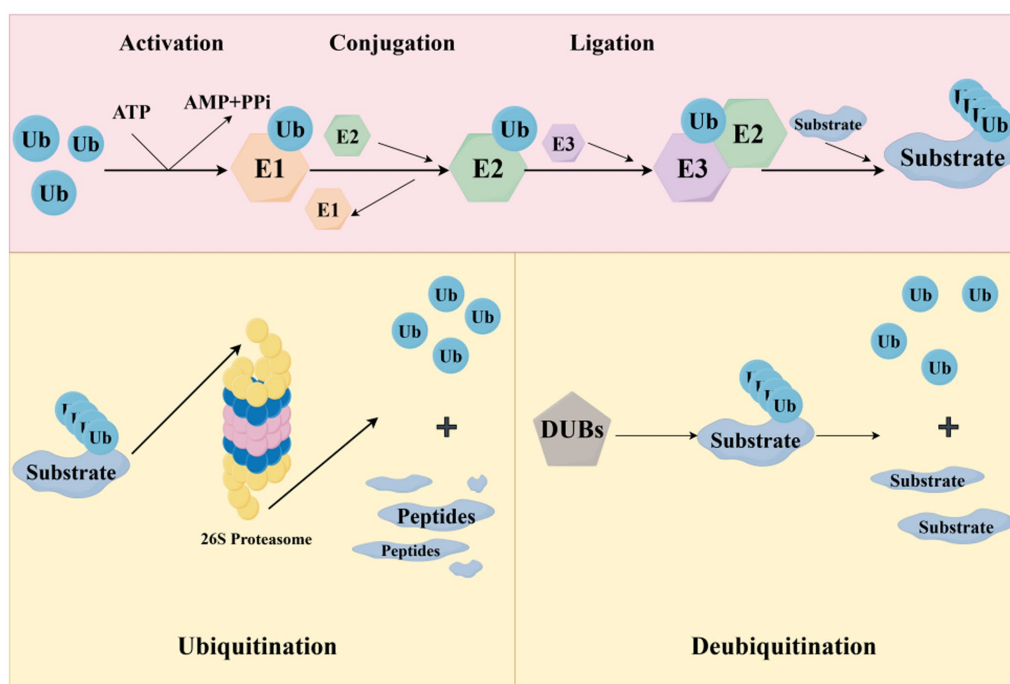 Activation Conjugation Ligation
ATP AMP+PPi
Ub Ub Ub
Ub E1
E2
E1
Ub E2
E3
Ub E3 E2
Substrate
Ub
Substrate
Ub
Substrate
26S Proteasome
Ub Ub Ub Ub
+
Peptides
Peptides
Ubiquitination
DUBs
Ub
Substrate
Ub Ub Ub Ub
+
Substrate
Substrate
Deubiquitination